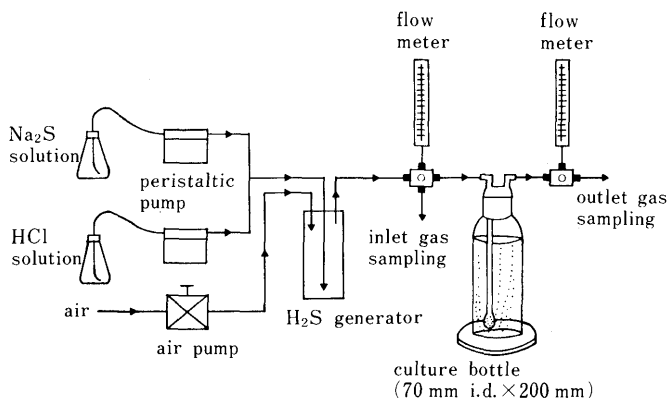 flow
meter
flow
meter
Na₂S
solution
peristaltic
pump
HCl
solution
inlet gas
sampling
outlet gas
sampling
air
air pump
H₂S generator
culture bottle
(70 mm i.d.×200 mm)